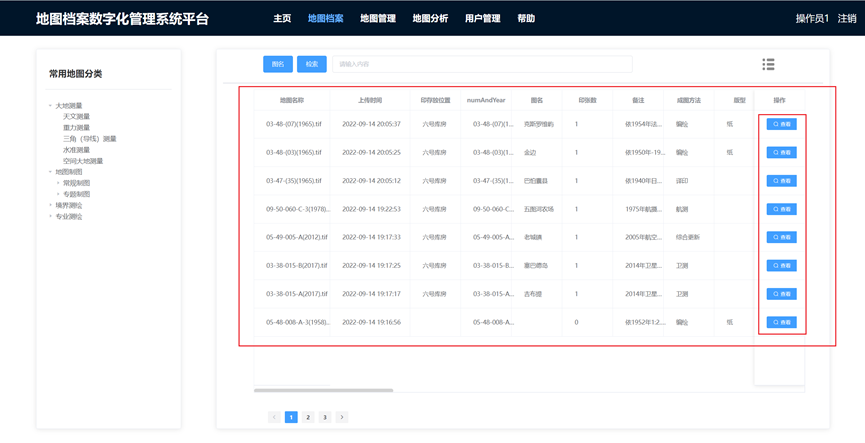 地图档案数字化管理系统平台 主页 地图档案 地图管理 地图分析 用户管理 帮助 操作员1 注销
常用地图分类
大地测量
天文测量
重力测量
三角（导线）测量
水准测量
空间大地测量
地图制图
常规制图
专题制图
境界测绘
专业测绘
图名 检索 请输入内容
地图名称 上传时间 印存放位置 numAndYear 图名 印张数 备注 成图方法 版型 操作
03-48-(07)(1965).tif 2022-09-14 20:05:37 六号库房 03-48-(07)(1... 克斯罗维屿 1 依1954年法... 编绘 纸 查看
03-48-(03)(1965).tif 2022-09-14 20:05:25 六号库房 03-48-(03)(1... 金边 1 依1950年-19... 编绘 纸 查看
03-47-(35)(1965).tif 2022-09-14 20:05:12 六号库房 03-47-(35)(1... 巴柏量县 1 依1940年日... 译印 查看
09-50-060-C-3(1978)... 2022-09-14 19:22:53 六号库房 09-50-060-C... 五图河农场 1 1975年航摄... 航测 查看
05-49-005-A(2012).tif 2022-09-14 19:17:33 六号库房 05-49-005-A... 老城镇 1 2005年航空... 综合更新 查看
03-38-015-B(2017).tif 2022-09-14 19:17:25 六号库房 03-38-015-B... 塞巴德岛 1 2014年卫星... 卫测 查看
03-38-015-A(2017).tif 2022-09-14 19:17:17 六号库房 03-38-015-A... 古布提 1 2014年卫星... 卫测 查看
05-48-008-A-3(1958)... 2022-09-14 19:16:56 05-48-008-A... 0 依1952年1:2.... 编绘 纸 查看
1 2 3